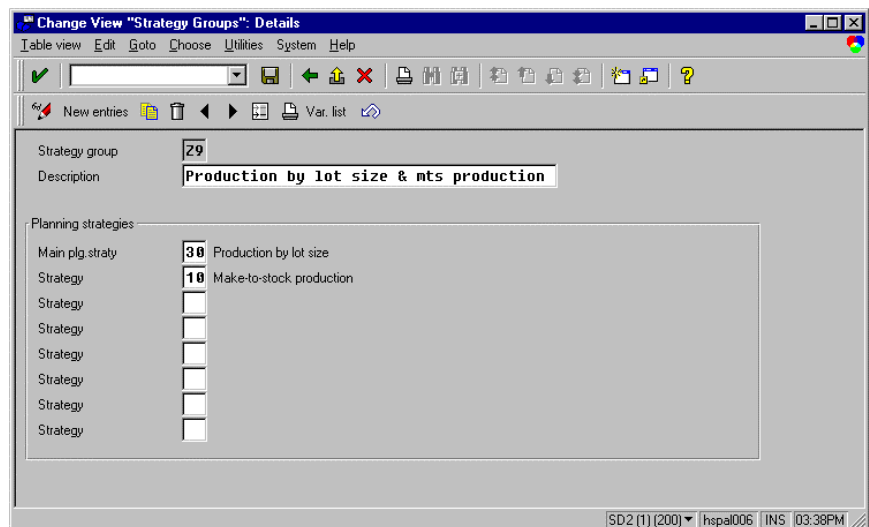 Change View "Strategy Groups": Details
Table view Edit Goto Choose Utilities System Help
New entries Var. list
Strategy group Z9
Description Production by lot size & mts production
Planning strategies
Main plg.straty 30 Production by lot size
Strategy 10 Make-to-stock production
Strategy
Strategy
Strategy
Strategy
Strategy
Strategy
SD2 (1) (200) hspal006 INS 03:38PM